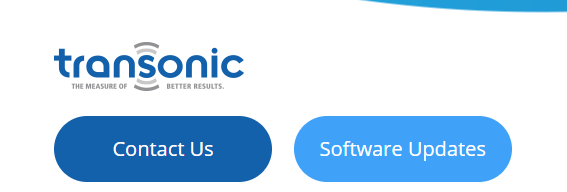 transonic
THE MEASURE OF BETTER RESULTS.
Contact Us
Software Updates